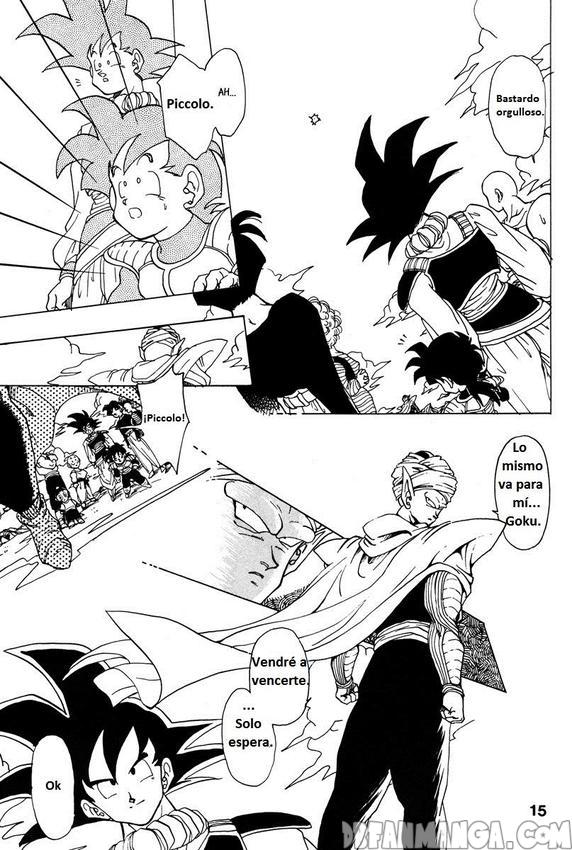 Bastardo
orgulloso.
AH...
Piccolo.
¡Piccolo!
Lo
mismo
va para
mí...
Goku.
Vendré a
vencerte.
...
Solo
espera.
Ok
15
DBFANMANGA.COM